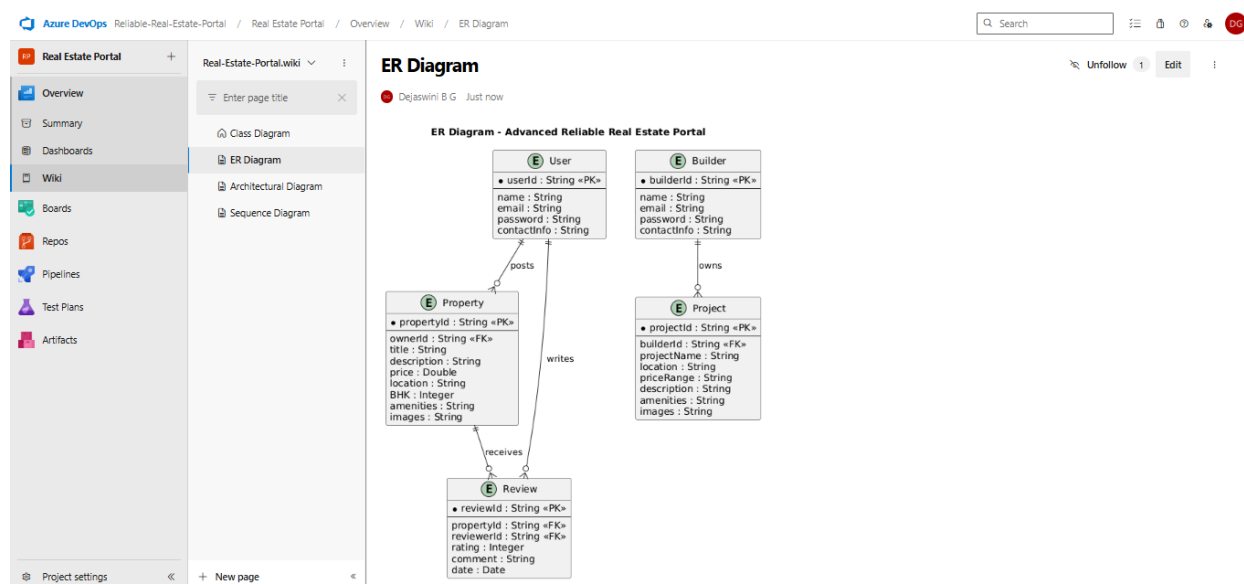 Azure DevOps Reliable-Real-Estate-Portal / Real Estate Portal / Overview / Wiki / ER Diagram
Search
DG
RP Real Estate Portal +
Overview
Summary
Dashboards
Wiki
Boards
Repos
Pipelines
Test Plans
Artifacts
Project settings «
Real-Estate-Portal.wiki
Enter page title
Class Diagram
ER Diagram
Architectural Diagram
Sequence Diagram
+ New page «
ER Diagram
Unfollow 1 Edit
DG Dejaswini B G Just now
ER Diagram - Advanced Reliable Real Estate Portal
E User
● userId : String «PK»
name : String
email : String
password : String
contactInfo : String
E Builder
● builderId : String «PK»
name : String
email : String
password : String
contactInfo : String
posts
owns
writes
E Property
● propertyId : String «PK»
ownerId : String «FK»
title : String
description : String
price : Double
location : String
BHK : Integer
amenities : String
images : String
E Project
● projectId : String «PK»
builderId : String «FK»
projectName : String
location : String
priceRange : String
description : String
amenities : String
images : String
receives
E Review
● reviewId : String «PK»
propertyId : String «FK»
reviewerId : String «FK»
rating : Integer
comment : String
date : Date